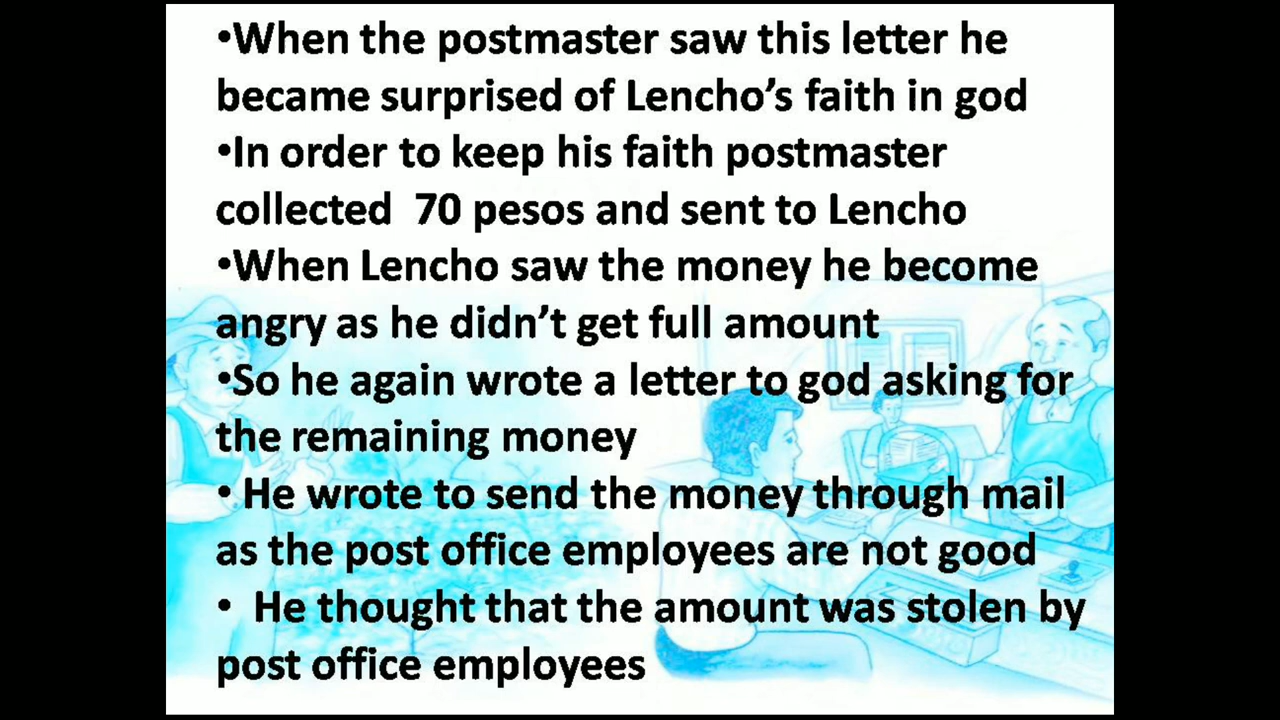 •When the postmaster saw this letter he
became surprised of Lencho's faith in god
•In order to keep his faith postmaster
collected  70 pesos and sent to Lencho
•When Lencho saw the money he become
angry as he didn't get full amount
•So he again wrote a letter to god asking for
the remaining money
• He wrote to send the money through mail
as the post office employees are not good
•  He thought that the amount was stolen by
post office employees